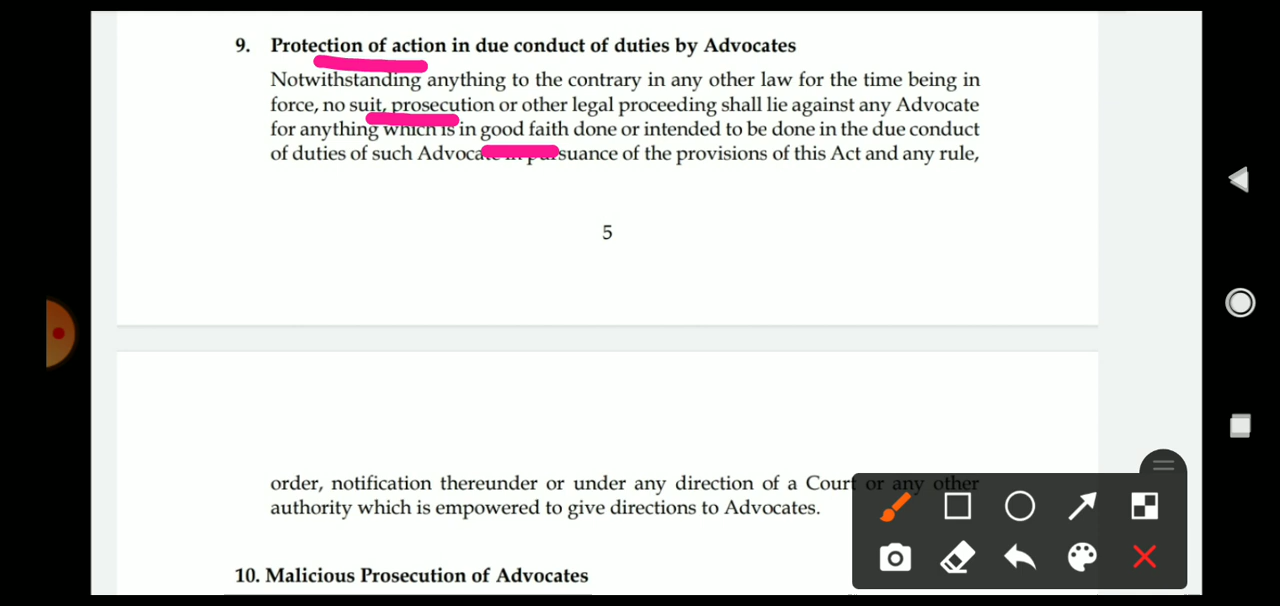 9. Protection of action in due conduct of duties by Advocates
Notwithstanding anything to the contrary in any other law for the time being in
force, no suit, prosecution or other legal proceeding shall lie against any Advocate
for anything which is in good faith done or intended to be done in the due conduct
of duties of such Advocate in pursuance of the provisions of this Act and any rule,
5
order, notification thereunder or under any direction of a Court or any other
authority which is empowered to give directions to Advocates.
10. Malicious Prosecution of Advocates